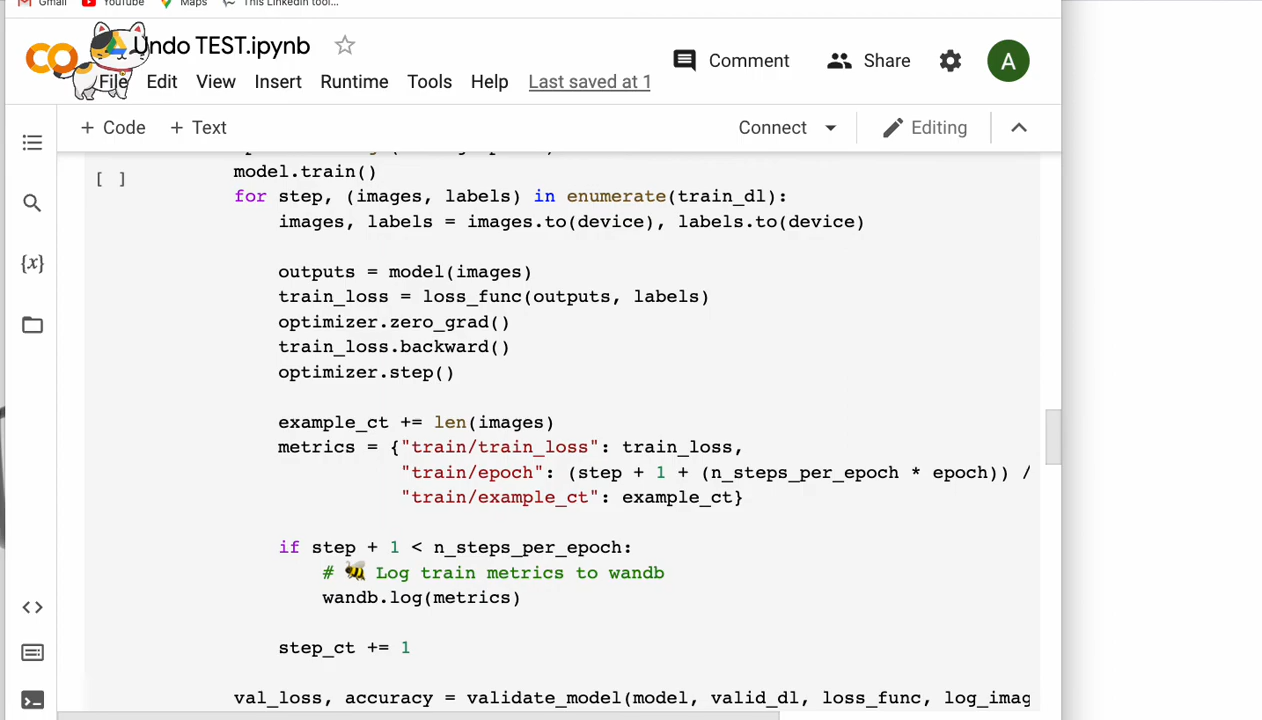 Gmail YouTube Maps This Linkedin tool...
Undo TEST.ipynb
File Edit View Insert Runtime Tools Help Last saved at 1
Comment Share A
+ Code + Text Connect Editing
model.train()
[ ]
for step, (images, labels) in enumerate(train_dl):
images, labels = images.to(device), labels.to(device)
outputs = model(images)
train_loss = loss_func(outputs, labels)
optimizer.zero_grad()
train_loss.backward()
optimizer.step()
example_ct += len(images)
metrics = {"train/train_loss": train_loss,
"train/epoch": (step + 1 + (n_steps_per_epoch * epoch)) /
"train/example_ct": example_ct}
if step + 1 < n_steps_per_epoch:
# 🐝 Log train metrics to wandb
wandb.log(metrics)
step_ct += 1
val_loss, accuracy = validate_model(model, valid_dl, loss_func, log_imag